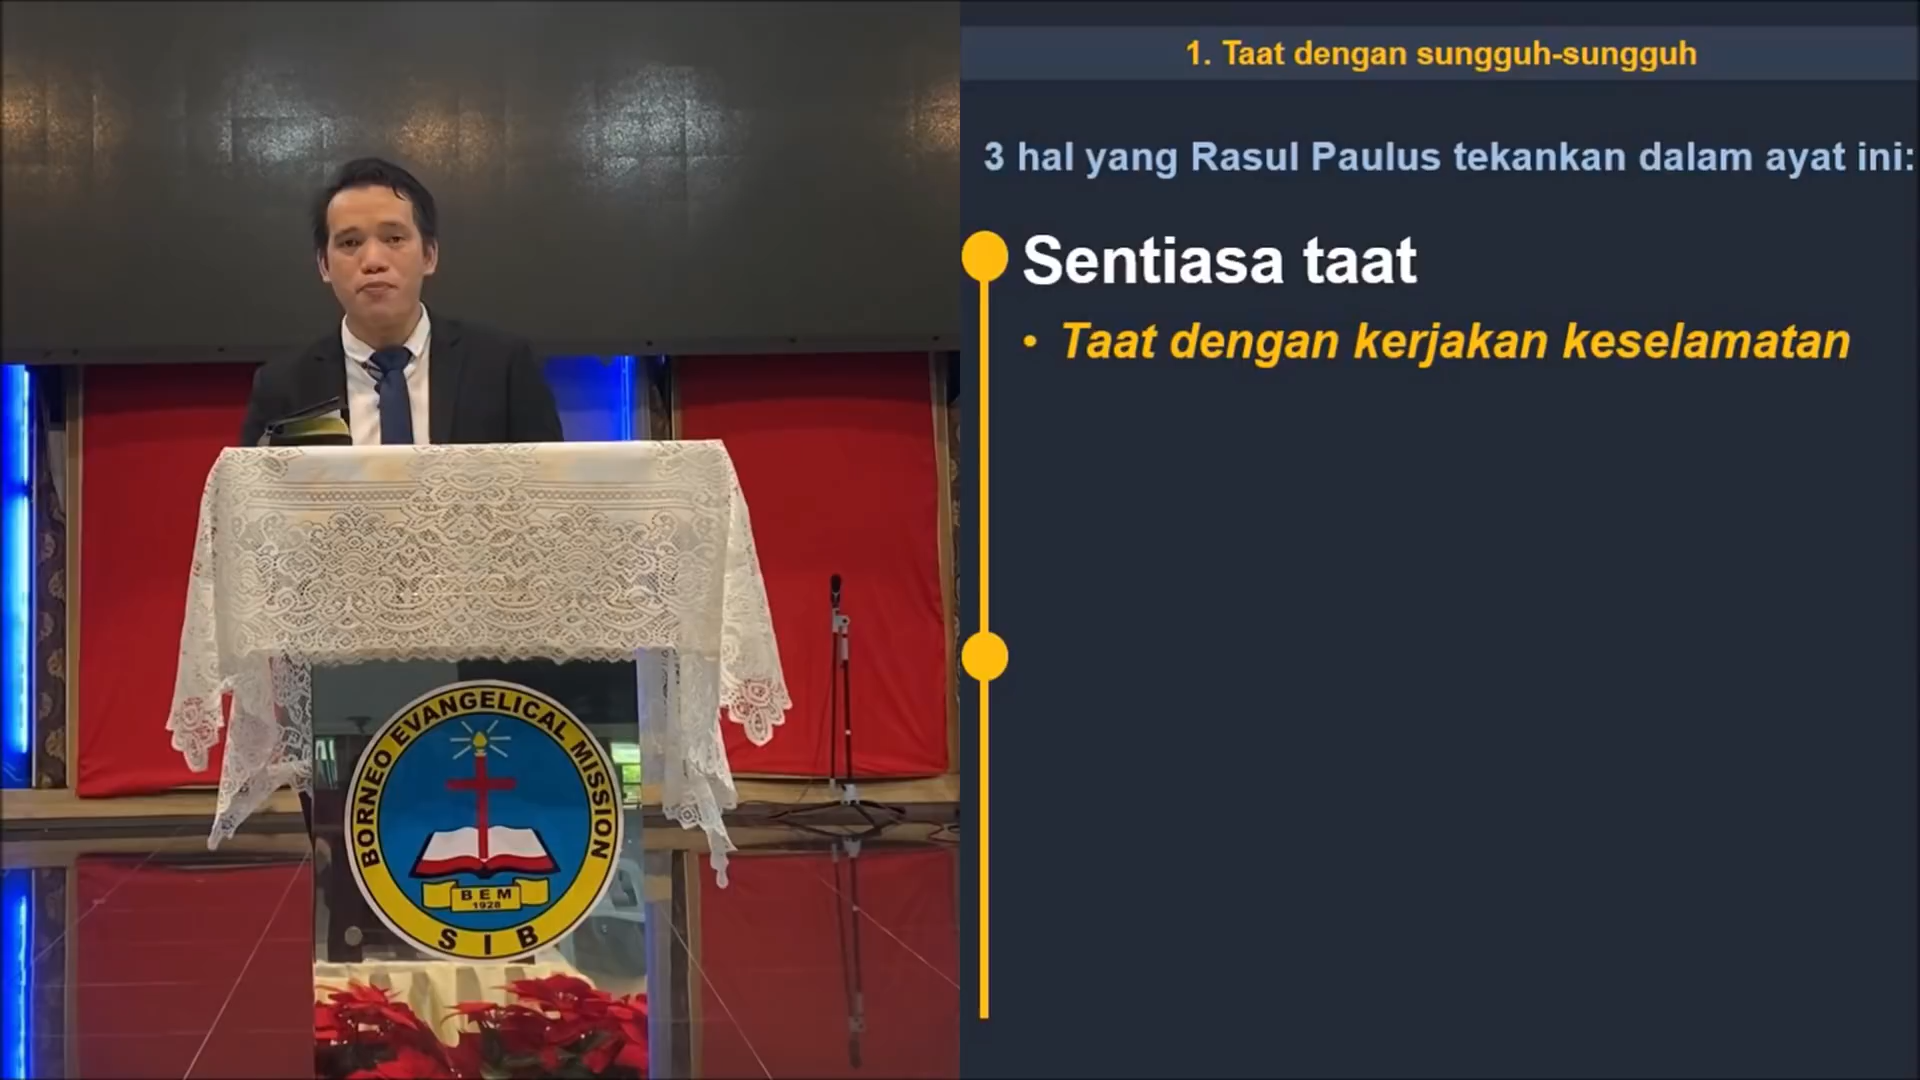 BORNEO EVANGELICAL MISSION
BEM
1928
SIB
1. Taat dengan sungguh-sungguh
3 hal yang Rasul Paulus tekankan dalam ayat ini:
Sentiasa taat
• Taat dengan kerjakan keselamatan